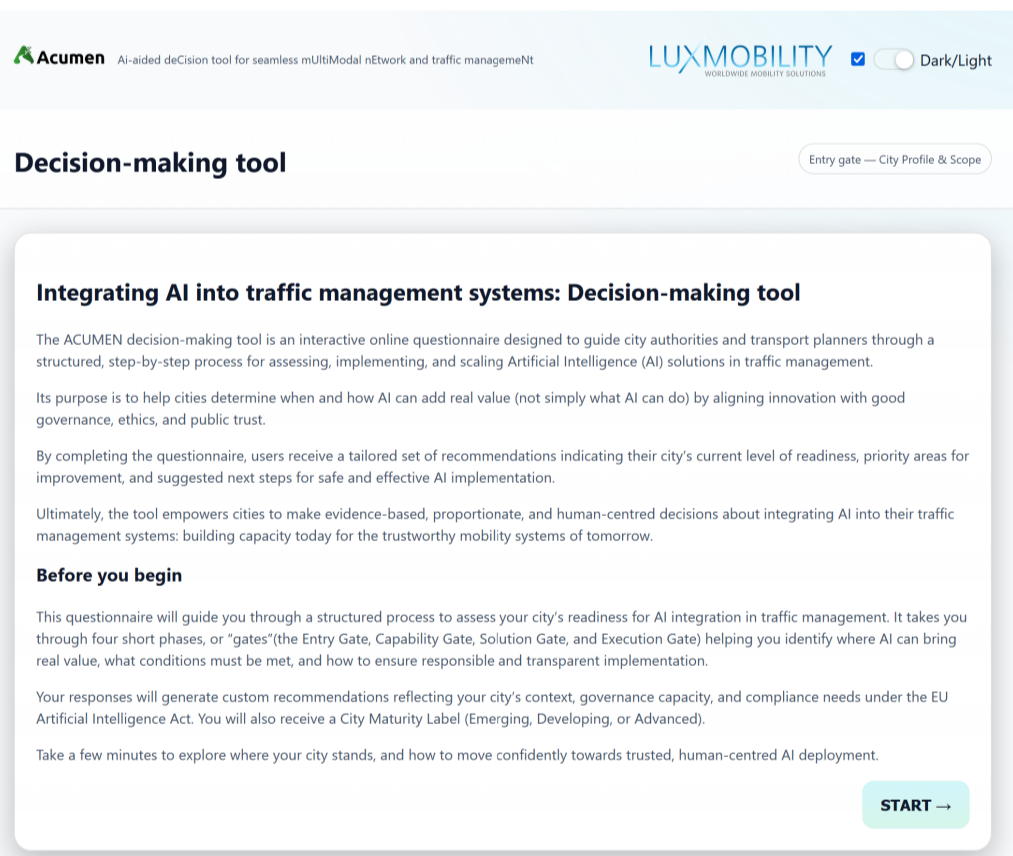 Acumen Ai-aided deCision tool for seamless mUltiModal nEtwork and traffic managemeNt
LUXMOBILITY
WORLDWIDE MOBILITY SOLUTIONS
Dark/Light
Decision-making tool
Entry gate — City Profile & Scope
Integrating AI into traffic management systems: Decision-making tool
The ACUMEN decision-making tool is an interactive online questionnaire designed to guide city authorities and transport planners through a
structured, step-by-step process for assessing, implementing, and scaling Artificial Intelligence (AI) solutions in traffic management.
Its purpose is to help cities determine when and how AI can add real value (not simply what AI can do) by aligning innovation with good
governance, ethics, and public trust.
By completing the questionnaire, users receive a tailored set of recommendations indicating their city's current level of readiness, priority areas for
improvement, and suggested next steps for safe and effective AI implementation.
Ultimately, the tool empowers cities to make evidence-based, proportionate, and human-centred decisions about integrating AI into their traffic
management systems: building capacity today for the trustworthy mobility systems of tomorrow.
Before you begin
This questionnaire will guide you through a structured process to assess your city's readiness for AI integration in traffic management. It takes you
through four short phases, or “gates”(the Entry Gate, Capability Gate, Solution Gate, and Execution Gate) helping you identify where AI can bring
real value, what conditions must be met, and how to ensure responsible and transparent implementation.
Your responses will generate custom recommendations reflecting your city's context, governance capacity, and compliance needs under the EU
Artificial Intelligence Act. You will also receive a City Maturity Label (Emerging, Developing, or Advanced).
Take a few minutes to explore where your city stands, and how to move confidently towards trusted, human-centred AI deployment.
START →